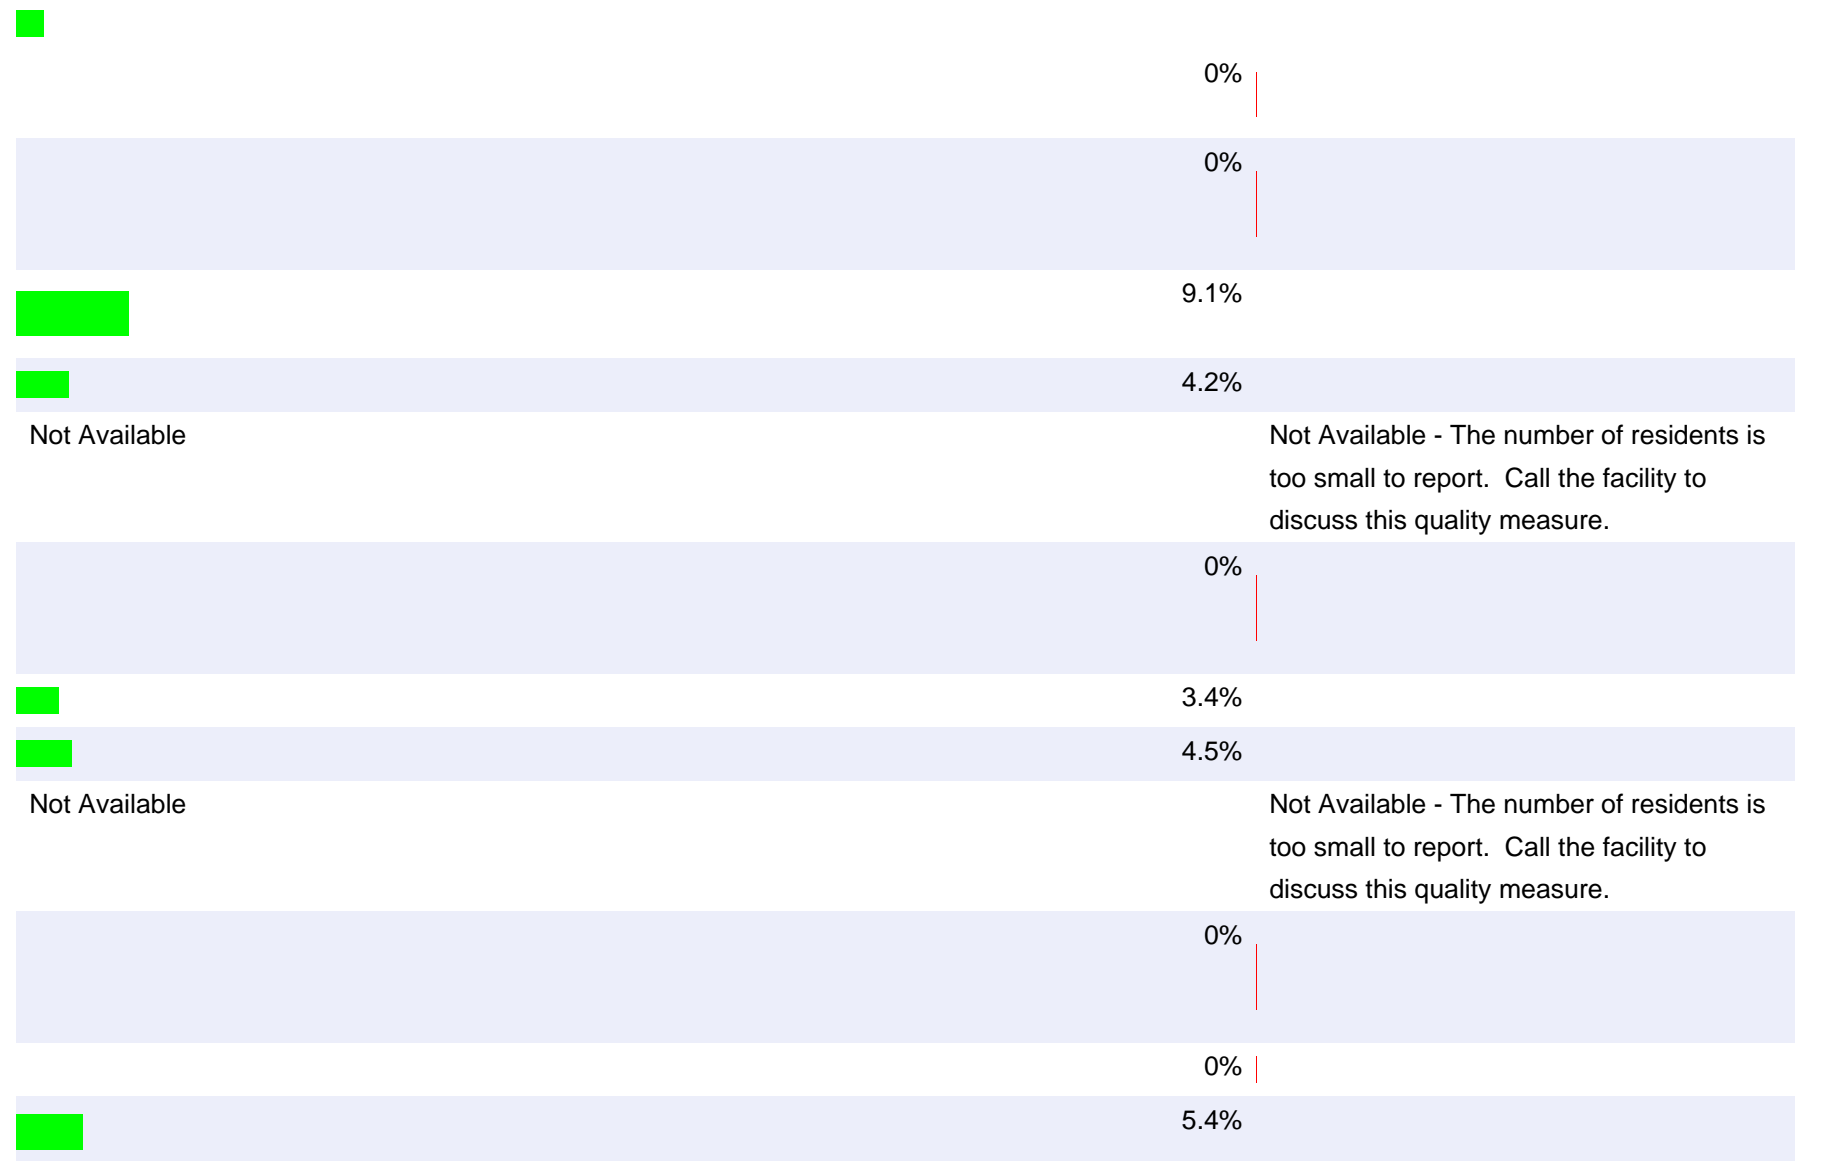 0%
0%
9.1%
4.2%
Not Available
Not Available - The number of residents is
too small to report.  Call the facility to
discuss this quality measure.
0%
3.4%
4.5%
Not Available
Not Available - The number of residents is
too small to report.  Call the facility to
discuss this quality measure.
0%
0%
5.4%